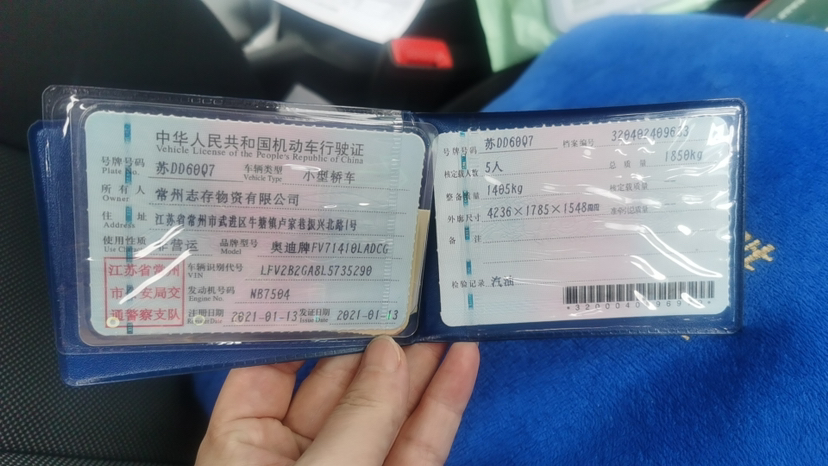 中华人民共和国机动车行驶证
Vehicle License of the People's Republic of China
号牌号码 苏DD60Q7 车辆类型 小型轿车
Plate No. Vehicle Type
所有人 常州志存物资有限公司
Owner
住址 江苏省常州市武进区牛塘镇卢家巷振兴北路1号
Address
使用性质 非营运 品牌型号 奥迪牌FV7141OLADCG
Use Character Model
江苏省常州
市公安局交
通警察支队
车辆识别代号 LFV2B2GA8L5735290
VIN
发动机号码 NB7504
Engine No.
注册日期 2021-01-13 发证日期 2021-01-13
Register Date Issue Date
号牌号码 苏DD60Q7 档案编号
核定载人数 5人 总质量 1850kg
整备质量 1405kg 核定载质量
外廓尺寸 4236×1785×1548mm
备注
检验记录 汽油